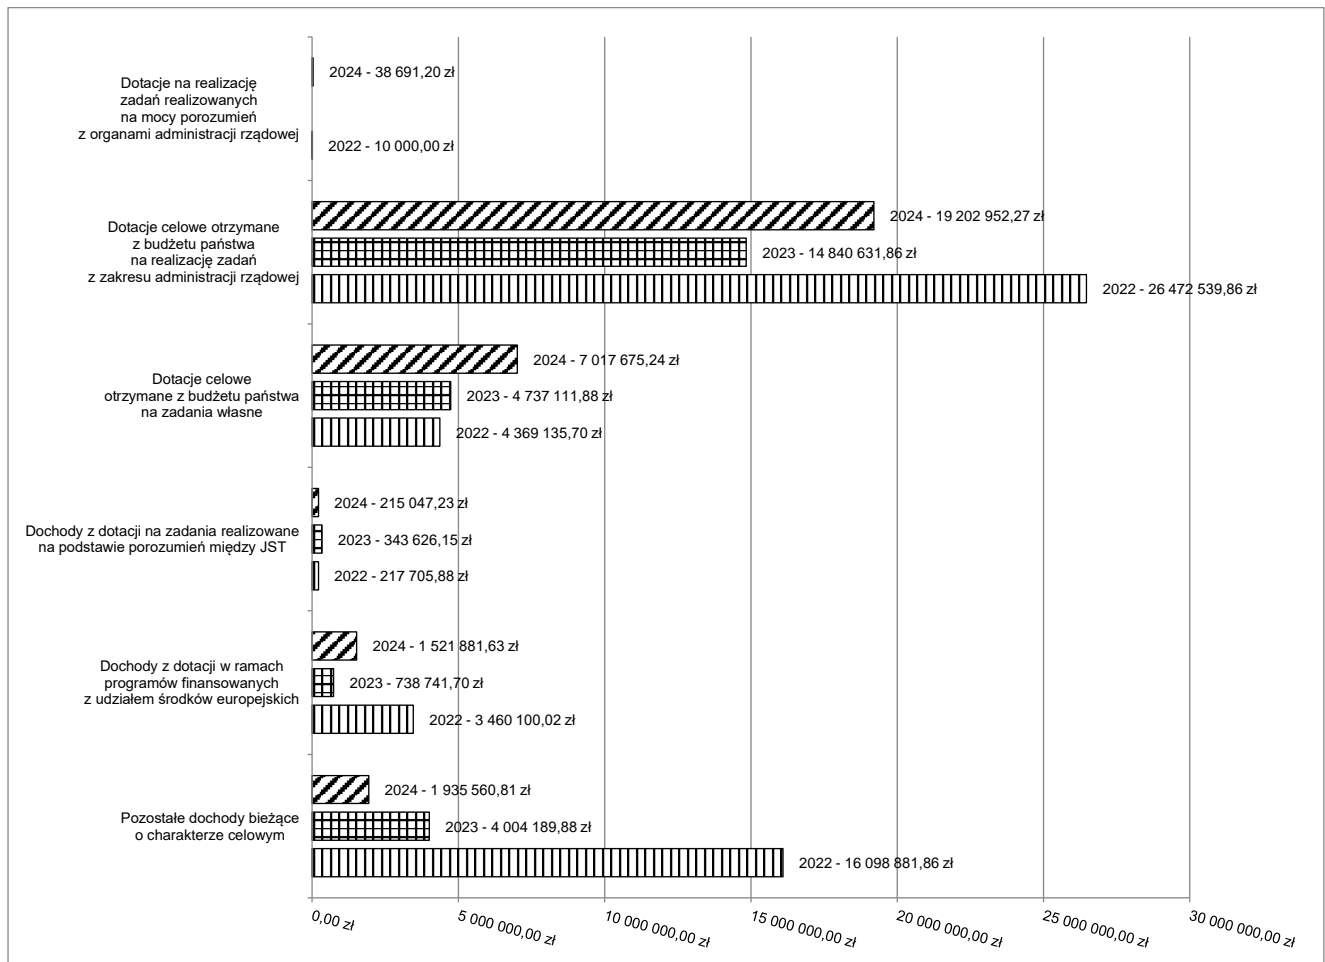 Dotacje na realizację
zadań realizowanych
na mocy porozumień
z organami administracji rządowej
2024 - 38 691,20 zł
2022 - 10 000,00 zł
Dotacje celowe otrzymane
z budżetu państwa
na realizację zadań
z zakresu administracji rządowej
2024 - 19 202 952,27 zł
2023 - 14 840 631,86 zł
2022 - 26 472 539,86 zł
Dotacje celowe
otrzymane z budżetu państwa
na zadania własne
2024 - 7 017 675,24 zł
2023 - 4 737 111,88 zł
2022 - 4 369 135,70 zł
Dochody z dotacji na zadania realizowane
na podstawie porozumień między JST
2024 - 215 047,23 zł
2023 - 343 626,15 zł
2022 - 217 705,88 zł
Dochody z dotacji w ramach
programów finansowanych
z udziałem środków europejskich
2024 - 1 521 881,63 zł
2023 - 738 741,70 zł
2022 - 3 460 100,02 zł
Pozostałe dochody bieżące
o charakterze celowym
2024 - 1 935 560,81 zł
2023 - 4 004 189,88 zł
2022 - 16 098 881,86 zł
0,00 zł
5 000 000,00 zł
10 000 000,00 zł
15 000 000,00 zł
20 000 000,00 zł
25 000 000,00 zł
30 000 000,00 zł